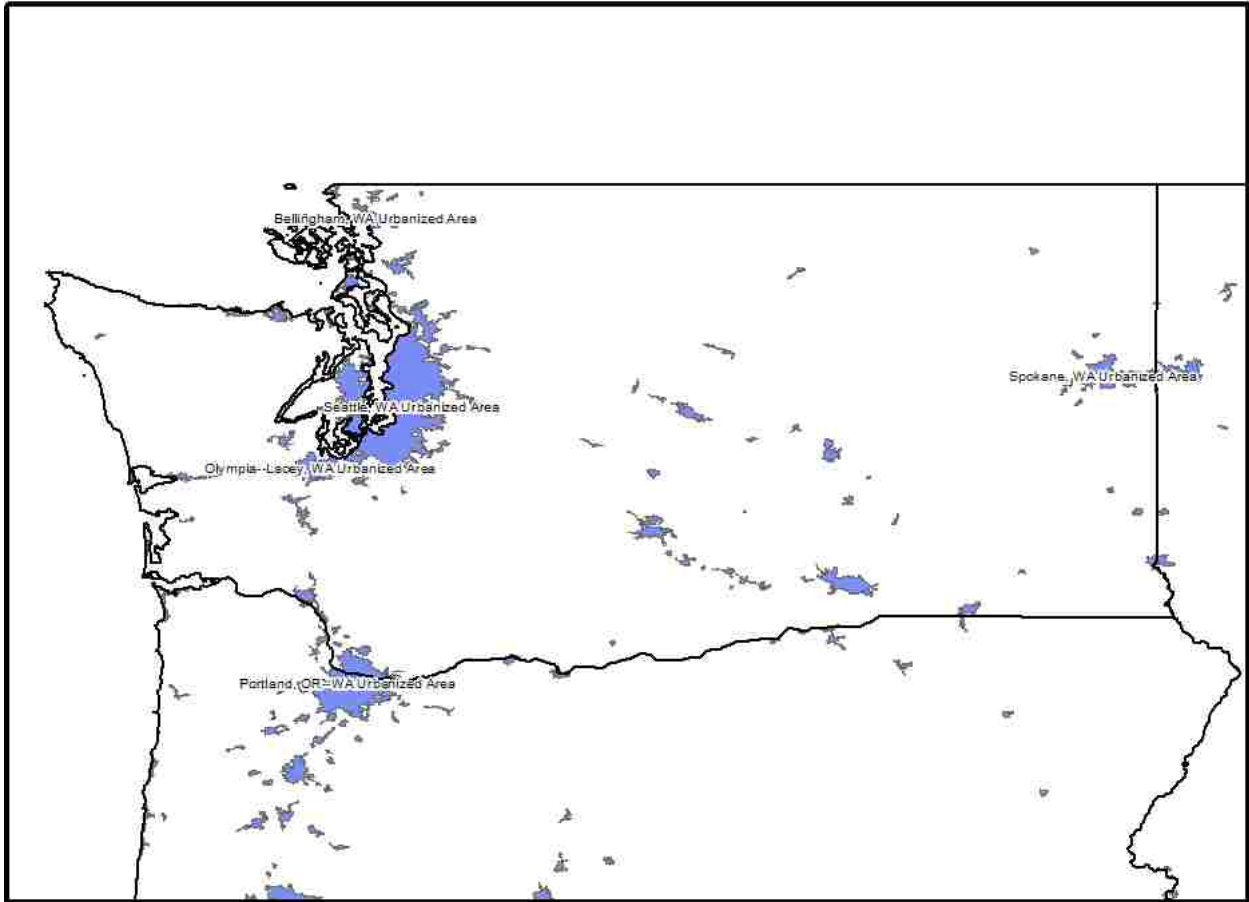 Bellingham, WA Urbanized Area
Spokane, WA Urbanized Area
Seattle, WA Urbanized Area
Olympia--Lacey, WA Urbanized Area
Portland, OR--WA Urbanized Area